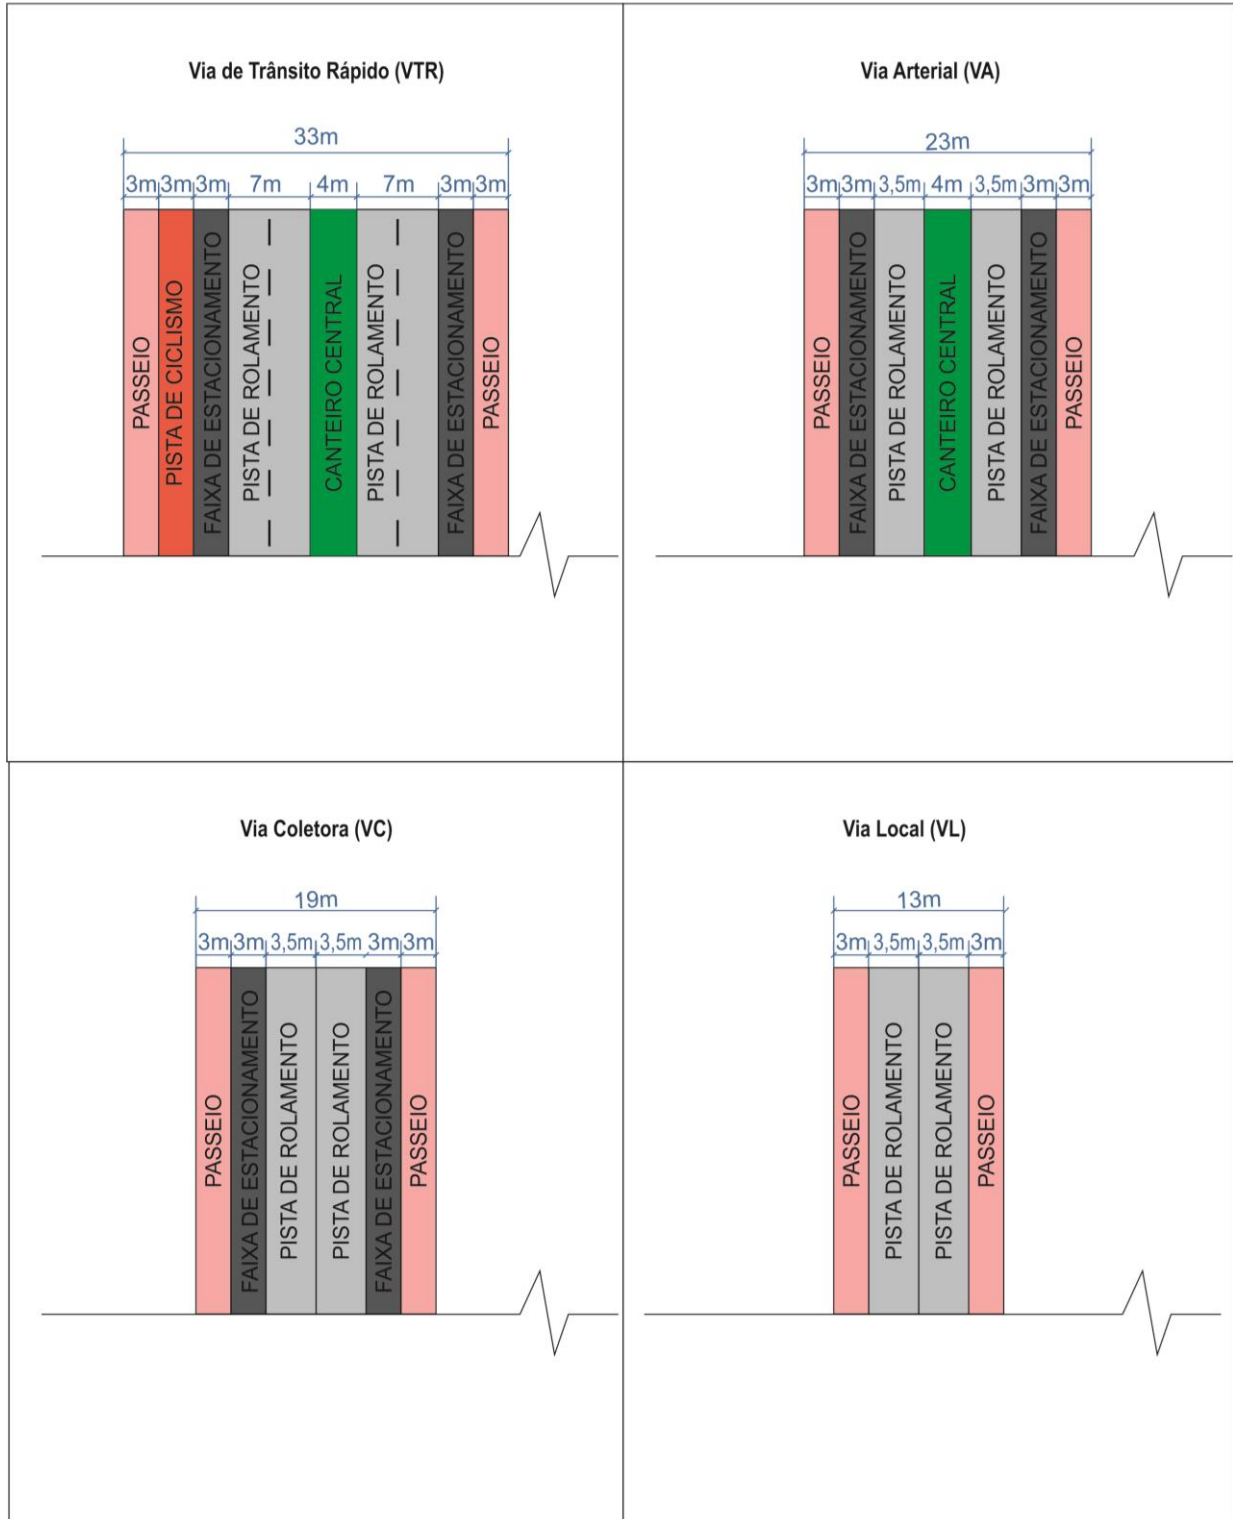 Via de Trânsito Rápido (VTR)
33m
3m 3m 3m 7m 4m 7m 3m 3m
PASSEIO
PISTA DE CICLISMO
FAIXA DE ESTACIONAMENTO
PISTA DE ROLAMENTO
CANTEIRO CENTRAL
PISTA DE ROLAMENTO
FAIXA DE ESTACIONAMENTO
PASSEIO
Via Arterial (VA)
23m
3m 3m 3,5m 4m 3,5m 3m 3m
PASSEIO
FAIXA DE ESTACIONAMENTO
PISTA DE ROLAMENTO
CANTEIRO CENTRAL
PISTA DE ROLAMENTO
FAIXA DE ESTACIONAMENTO
PASSEIO
Via Coletora (VC)
19m
3m 3m 3,5m 3,5m 3m 3m
PASSEIO
FAIXA DE ESTACIONAMENTO
PISTA DE ROLAMENTO
PISTA DE ROLAMENTO
FAIXA DE ESTACIONAMENTO
PASSEIO
Via Local (VL)
13m
3m 3,5m 3,5m 3m
PASSEIO
PISTA DE ROLAMENTO
PISTA DE ROLAMENTO
PASSEIO